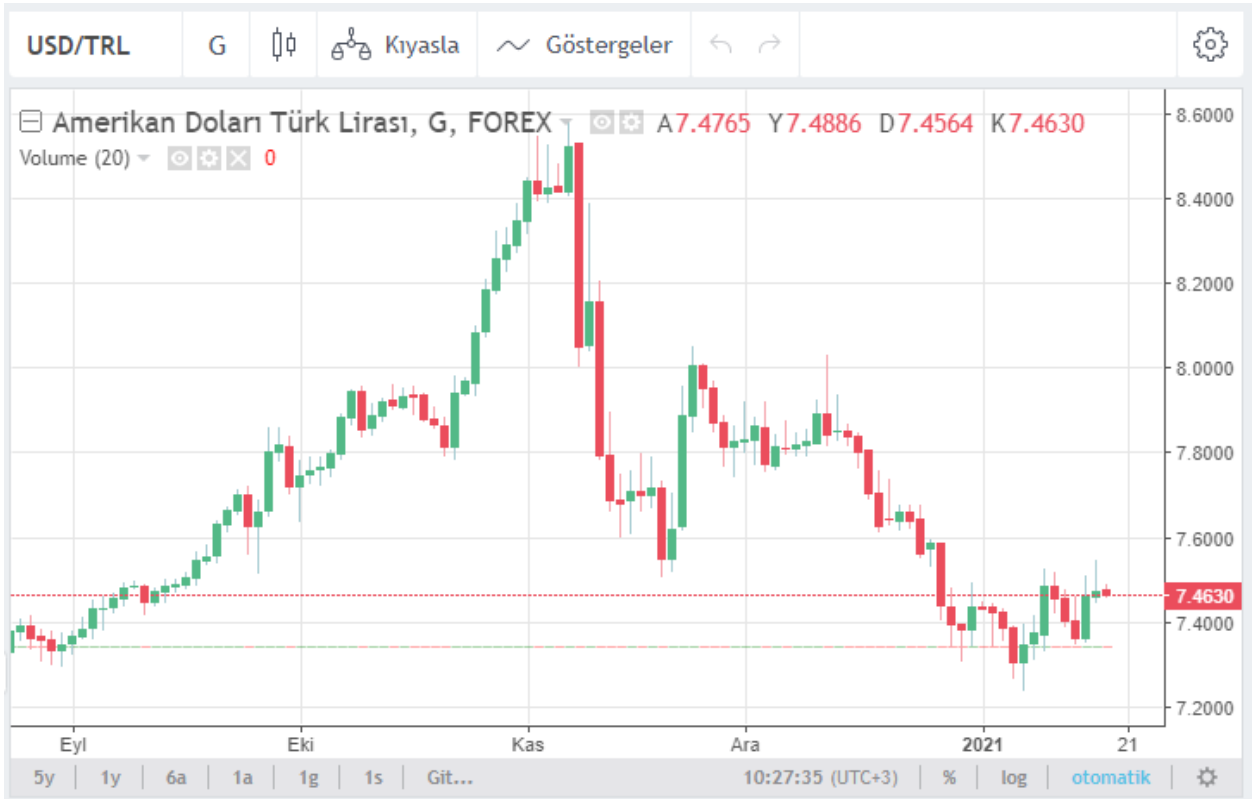 USD/TRL G Kıyasla Göstergeler
Amerikan Doları Türk Lirası, G, FOREX A7.4765 Y7.4886 D7.4564 K7.4630
Volume (20) 0
8.6000
8.4000
8.2000
8.0000
7.8000
7.6000
7.4630
7.4000
7.2000
Eyl Eki Kas Ara 2021 21
5y 1y 6a 1a 1g 1s Git... 10:27:35 (UTC+3) % log otomatik